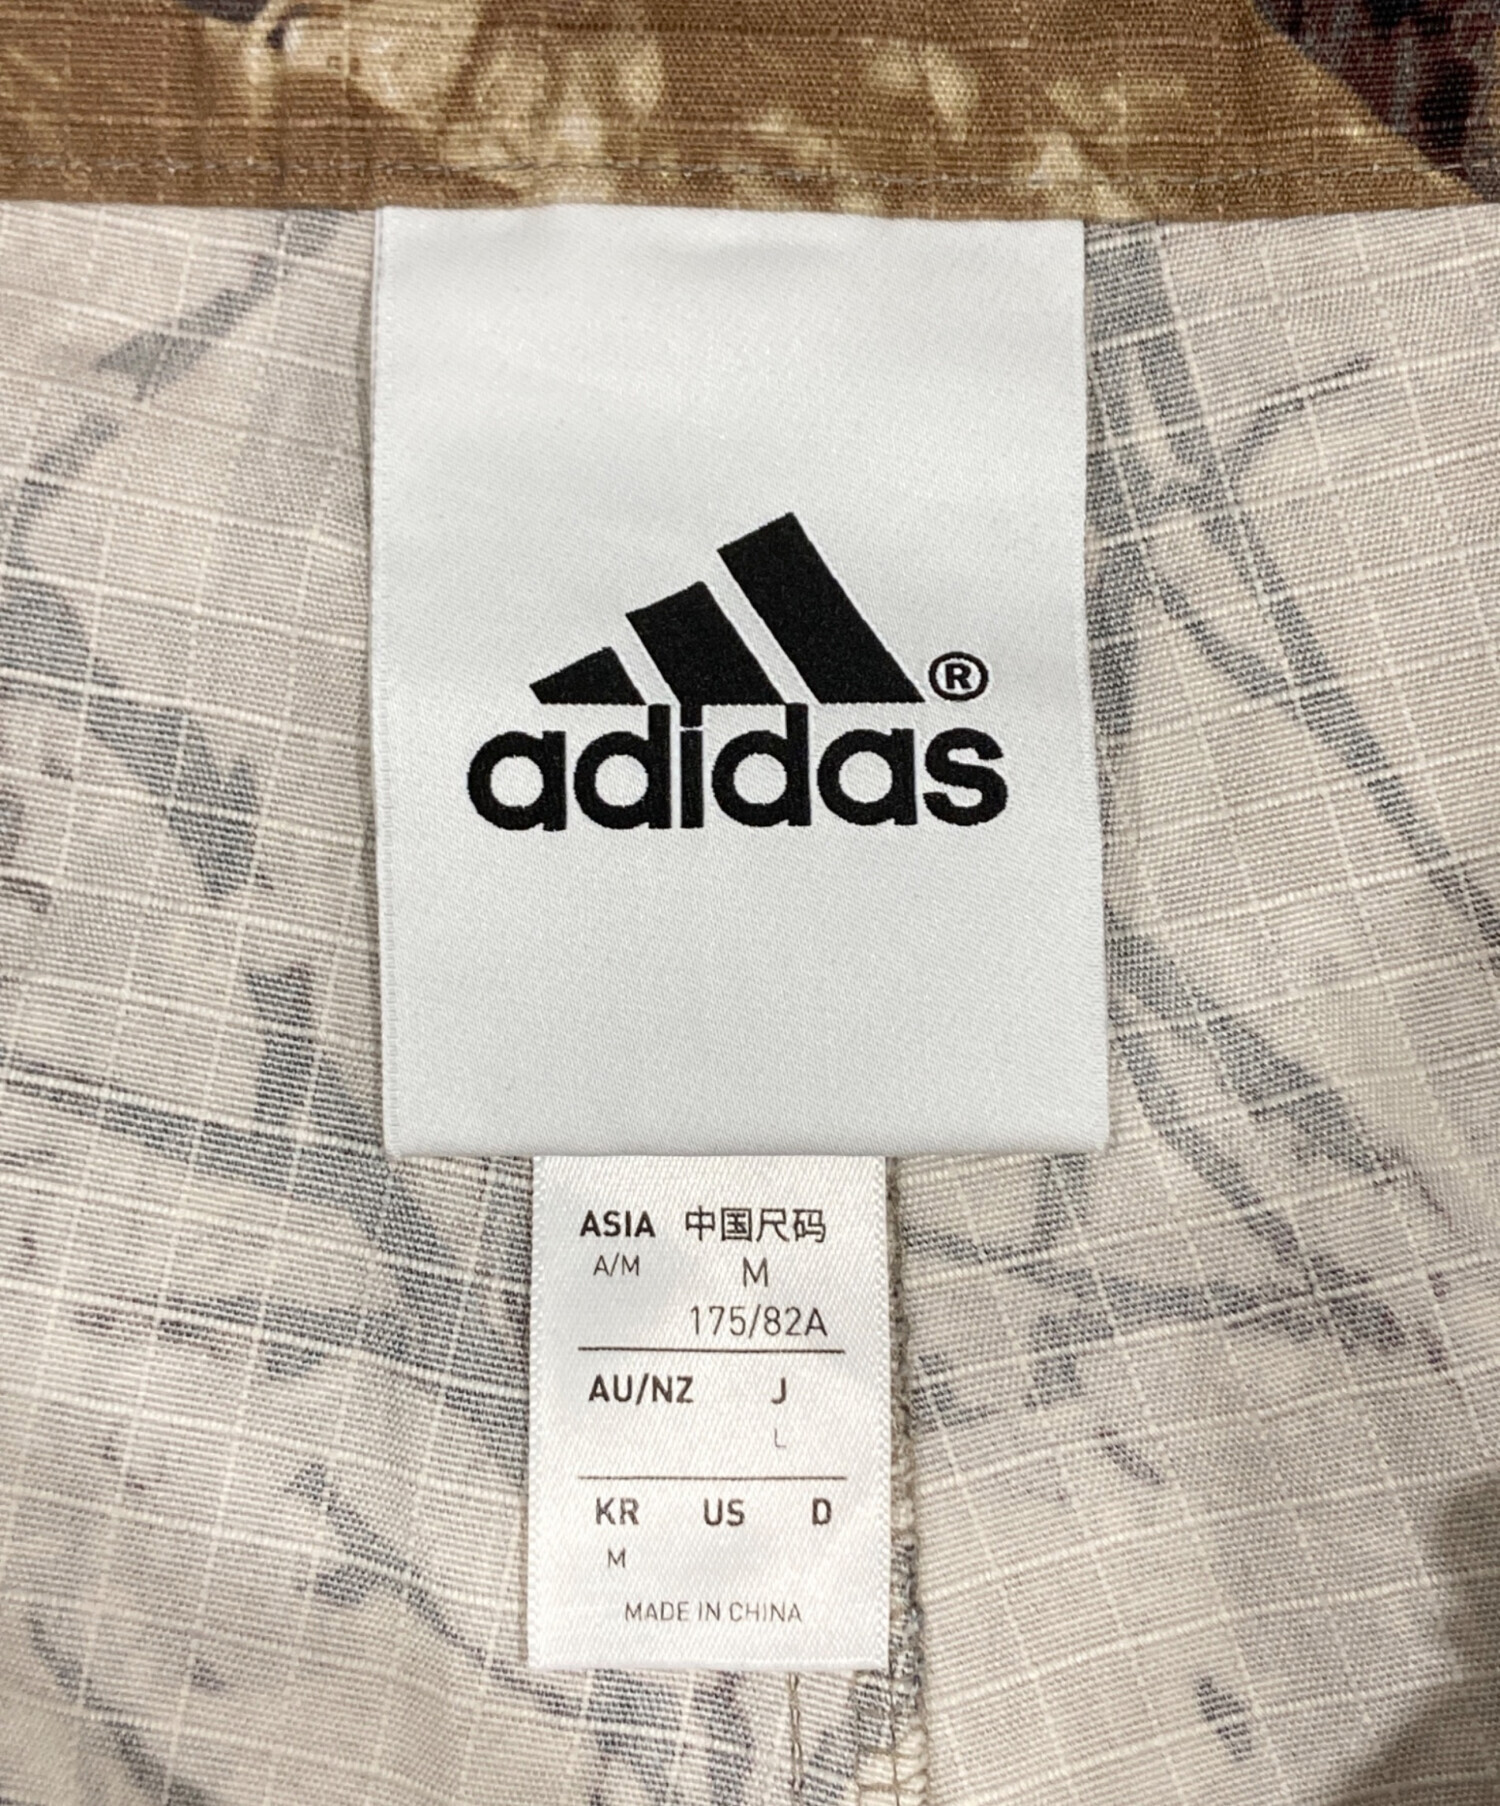 adidas®
ASIA 中国尺码
A/M M
175/82A
AU/NZ J
L
KR US D
M
MADE IN CHINA